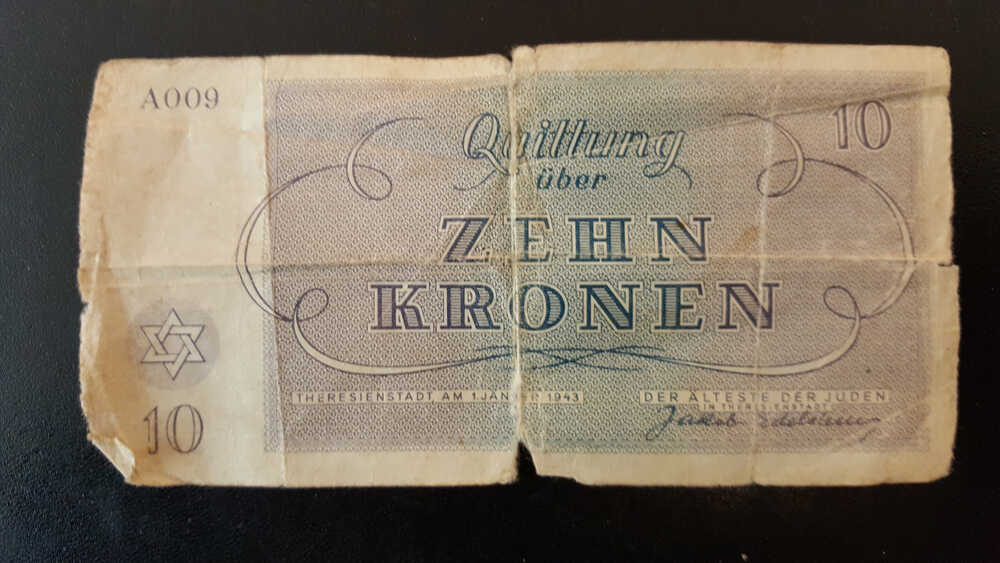 A009
10
Quittung
über
ZEHN
KRONEN
THERESIENSTADT AM 1. JANNER 1943
DER ÄLTESTE DER JUDEN
IN THERESIENSTADT
Jakob Edelstein
10